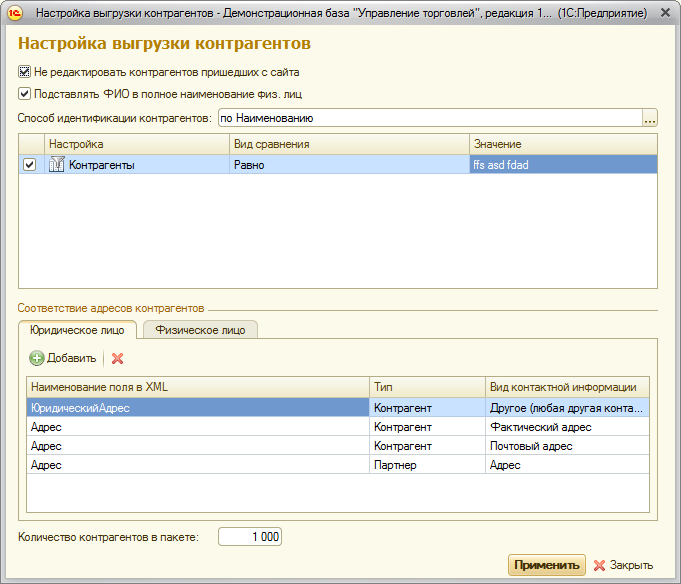 Настройка выгрузки контрагентов - Демонстрационная база "Управление торговлей", редакция 1... (1С:Предприятие)
Настройка выгрузки контрагентов
Не редактировать контрагентов пришедших с сайта
Подставлять ФИО в полное наименование физ. лиц
Способ идентификации контрагентов: по Наименованию ...
Настройка Вид сравнения Значение
Контрагенты Равно ffs asd fdad
Соответствие адресов контрагентов
Юридическое лицо Физическое лицо
Добавить
Наименование поля в XML Тип Вид контактной информации
ЮридическийАдрес Контрагент Другое (любая другая конта...
Адрес Контрагент Фактический адрес
Адрес Контрагент Почтовый адрес
Адрес Партнер Адрес
Количество контрагентов в пакете: 1 000
Применить Закрыть